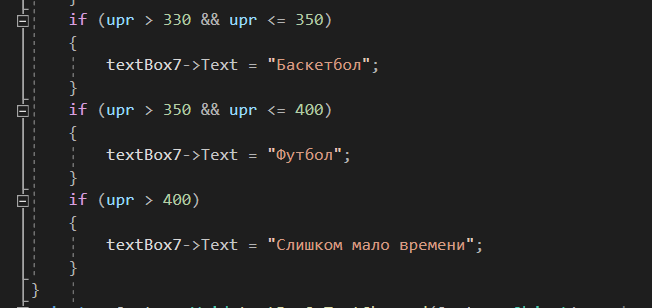 }
if (upr > 330 && upr <= 350)
{
textBox7->Text = "Баскетбол";
}
if (upr > 350 && upr <= 400)
{
textBox7->Text = "Футбол";
}
if (upr > 400)
{
textBox7->Text = "Слишком мало времени";
}
}